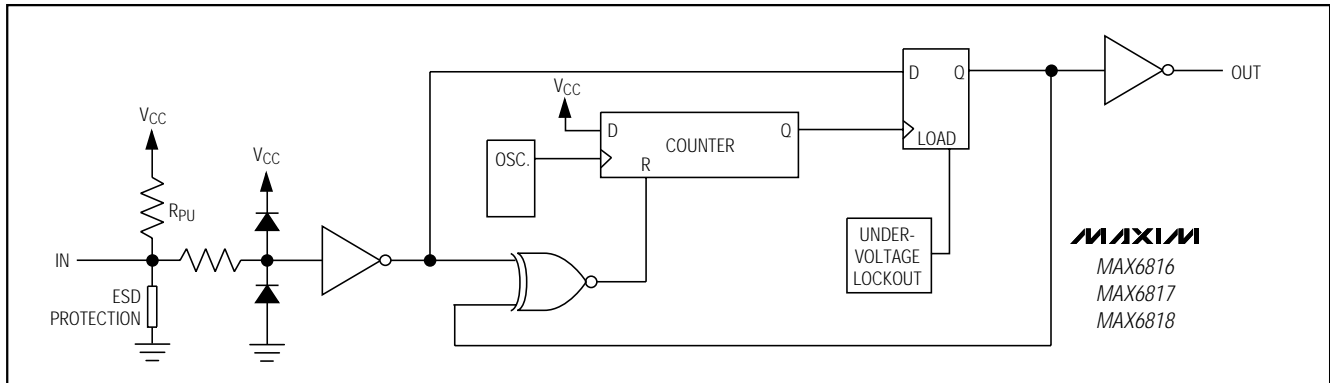 D
Q
LOAD
OUT
VCC
D
Q
COUNTER
R
OSC.
VCC
VCC
RPU
IN
ESD
PROTECTION
UNDER-
VOLTAGE
LOCKOUT
MAXIM
MAX6816
MAX6817
MAX6818